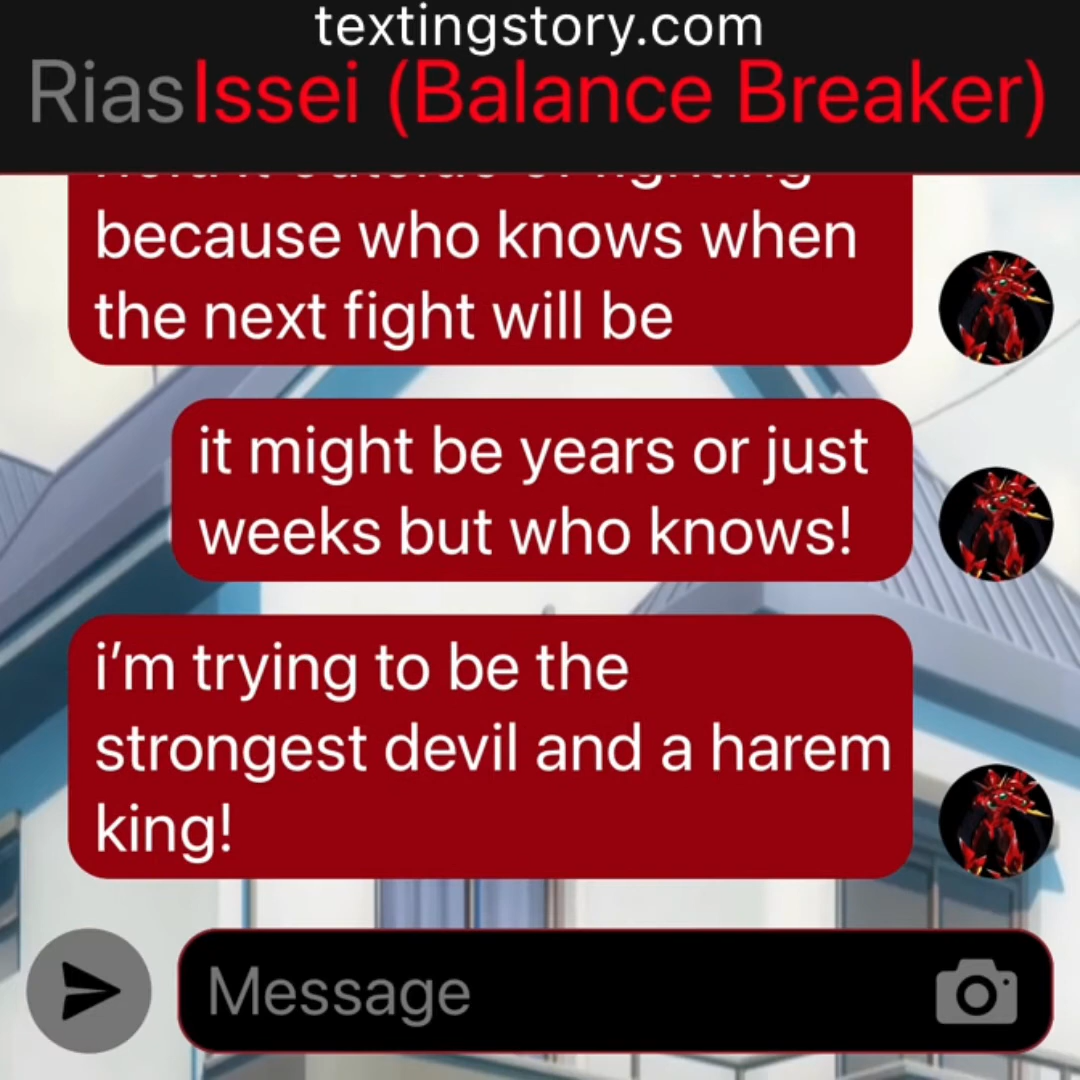 textingstory.com
Rias Issei (Balance Breaker)
because who knows when
the next fight will be
it might be years or just
weeks but who knows!
i'm trying to be the
strongest devil and a harem
king!
Message